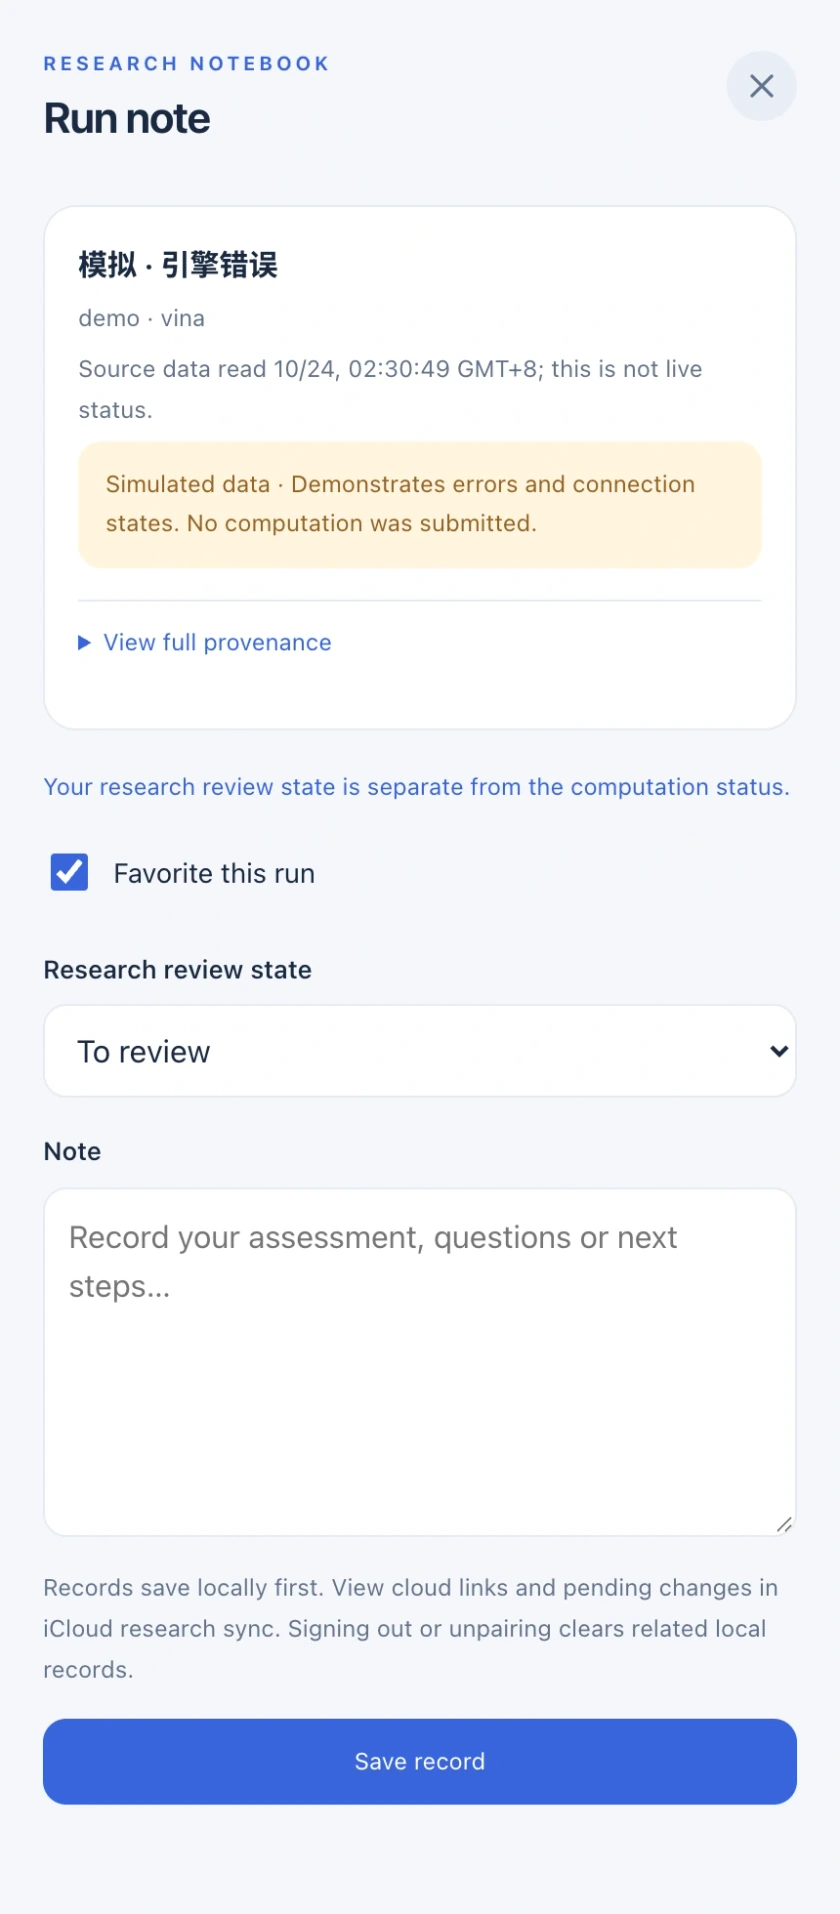 RESEARCH NOTEBOOK
Run note
模拟 · 引擎错误
demo · vina
Source data read 10/24, 02:30:49 GMT+8; this is not live
status.
Simulated data · Demonstrates errors and connection
states. No computation was submitted.
View full provenance
Your research review state is separate from the computation status.
Favorite this run
Research review state
To review
Note
Record your assessment, questions or next
steps...
Records save locally first. View cloud links and pending changes in
iCloud research sync. Signing out or unpairing clears related local
records.
Save record